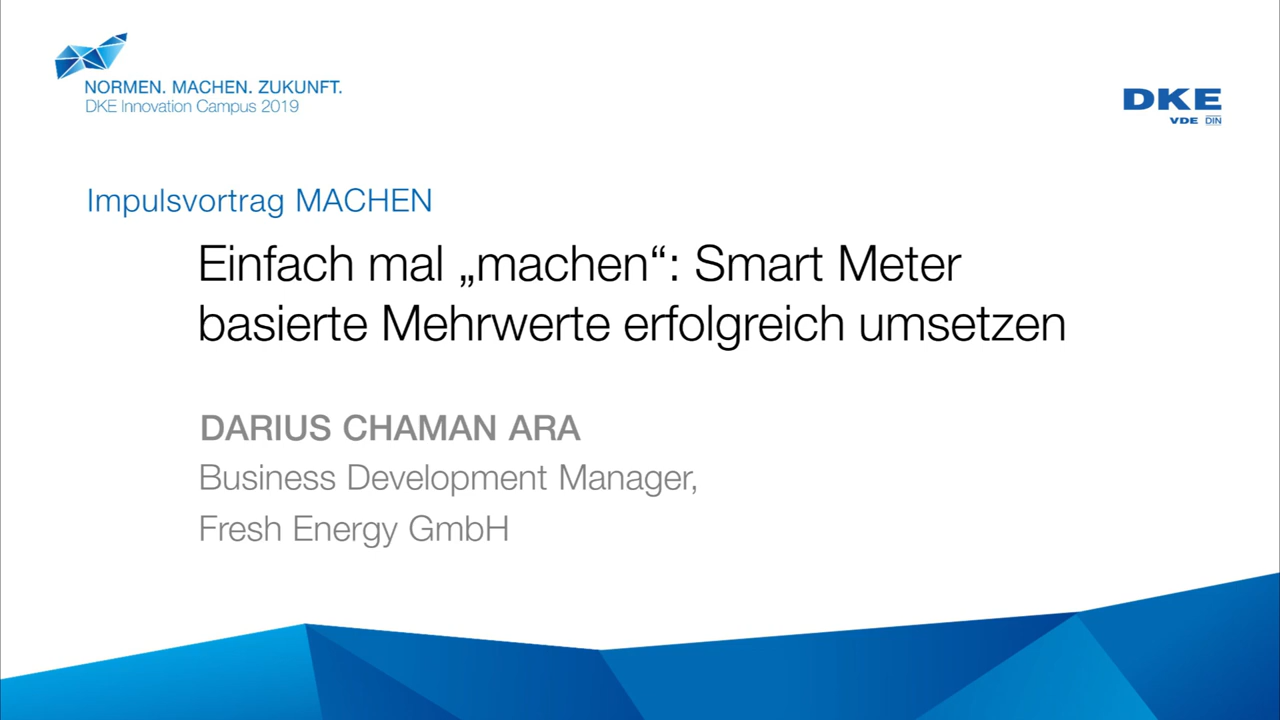 NORMEN. MACHEN. ZUKUNFT.
DKE Innovation Campus 2019
DKE
VDE DIN
Impulsvortrag MACHEN
Einfach mal „machen“: Smart Meter
basierte Mehrwerte erfolgreich umsetzen
DARIUS CHAMAN ARA
Business Development Manager,
Fresh Energy GmbH